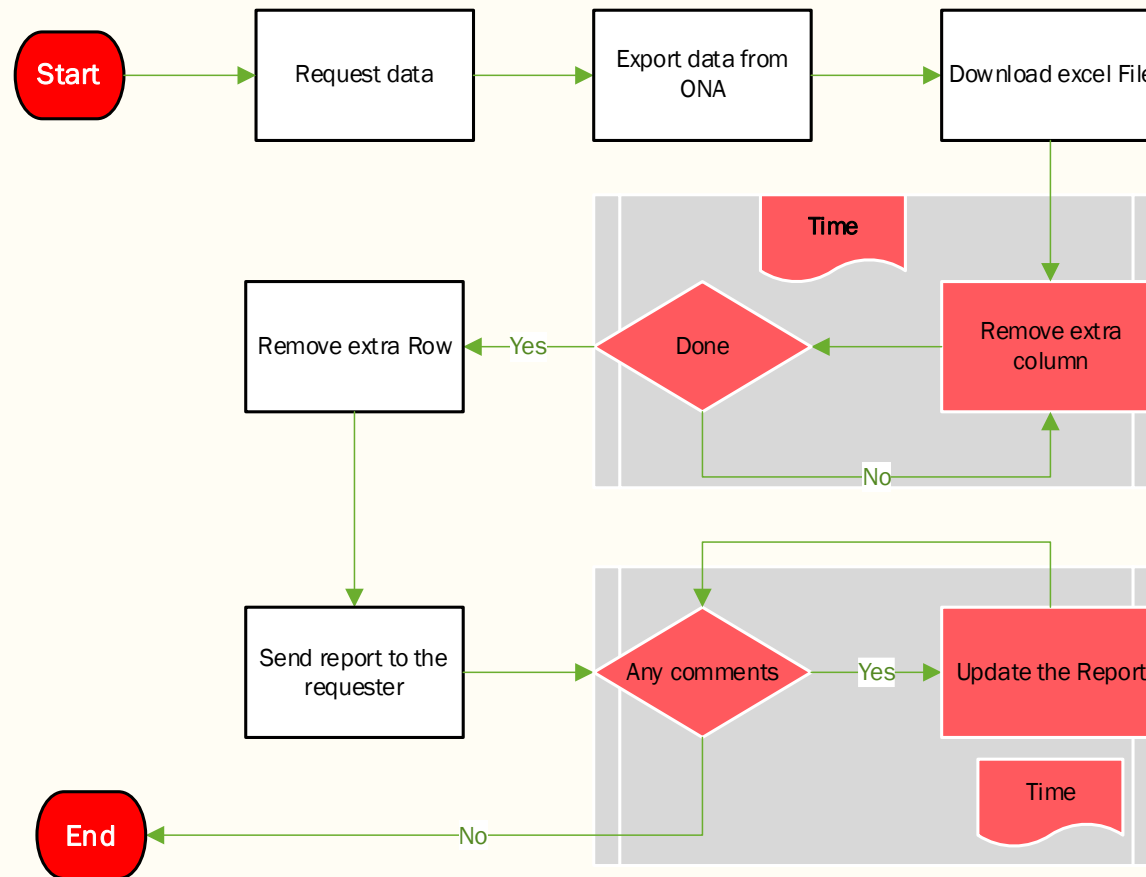 Start
Request data
Export data from
ONA
Download excel File
Time
Remove extra Row
Yes
Done
Remove extra
column
No
Send report to the
requester
Any comments
Yes
Update the Report
Time
End
No